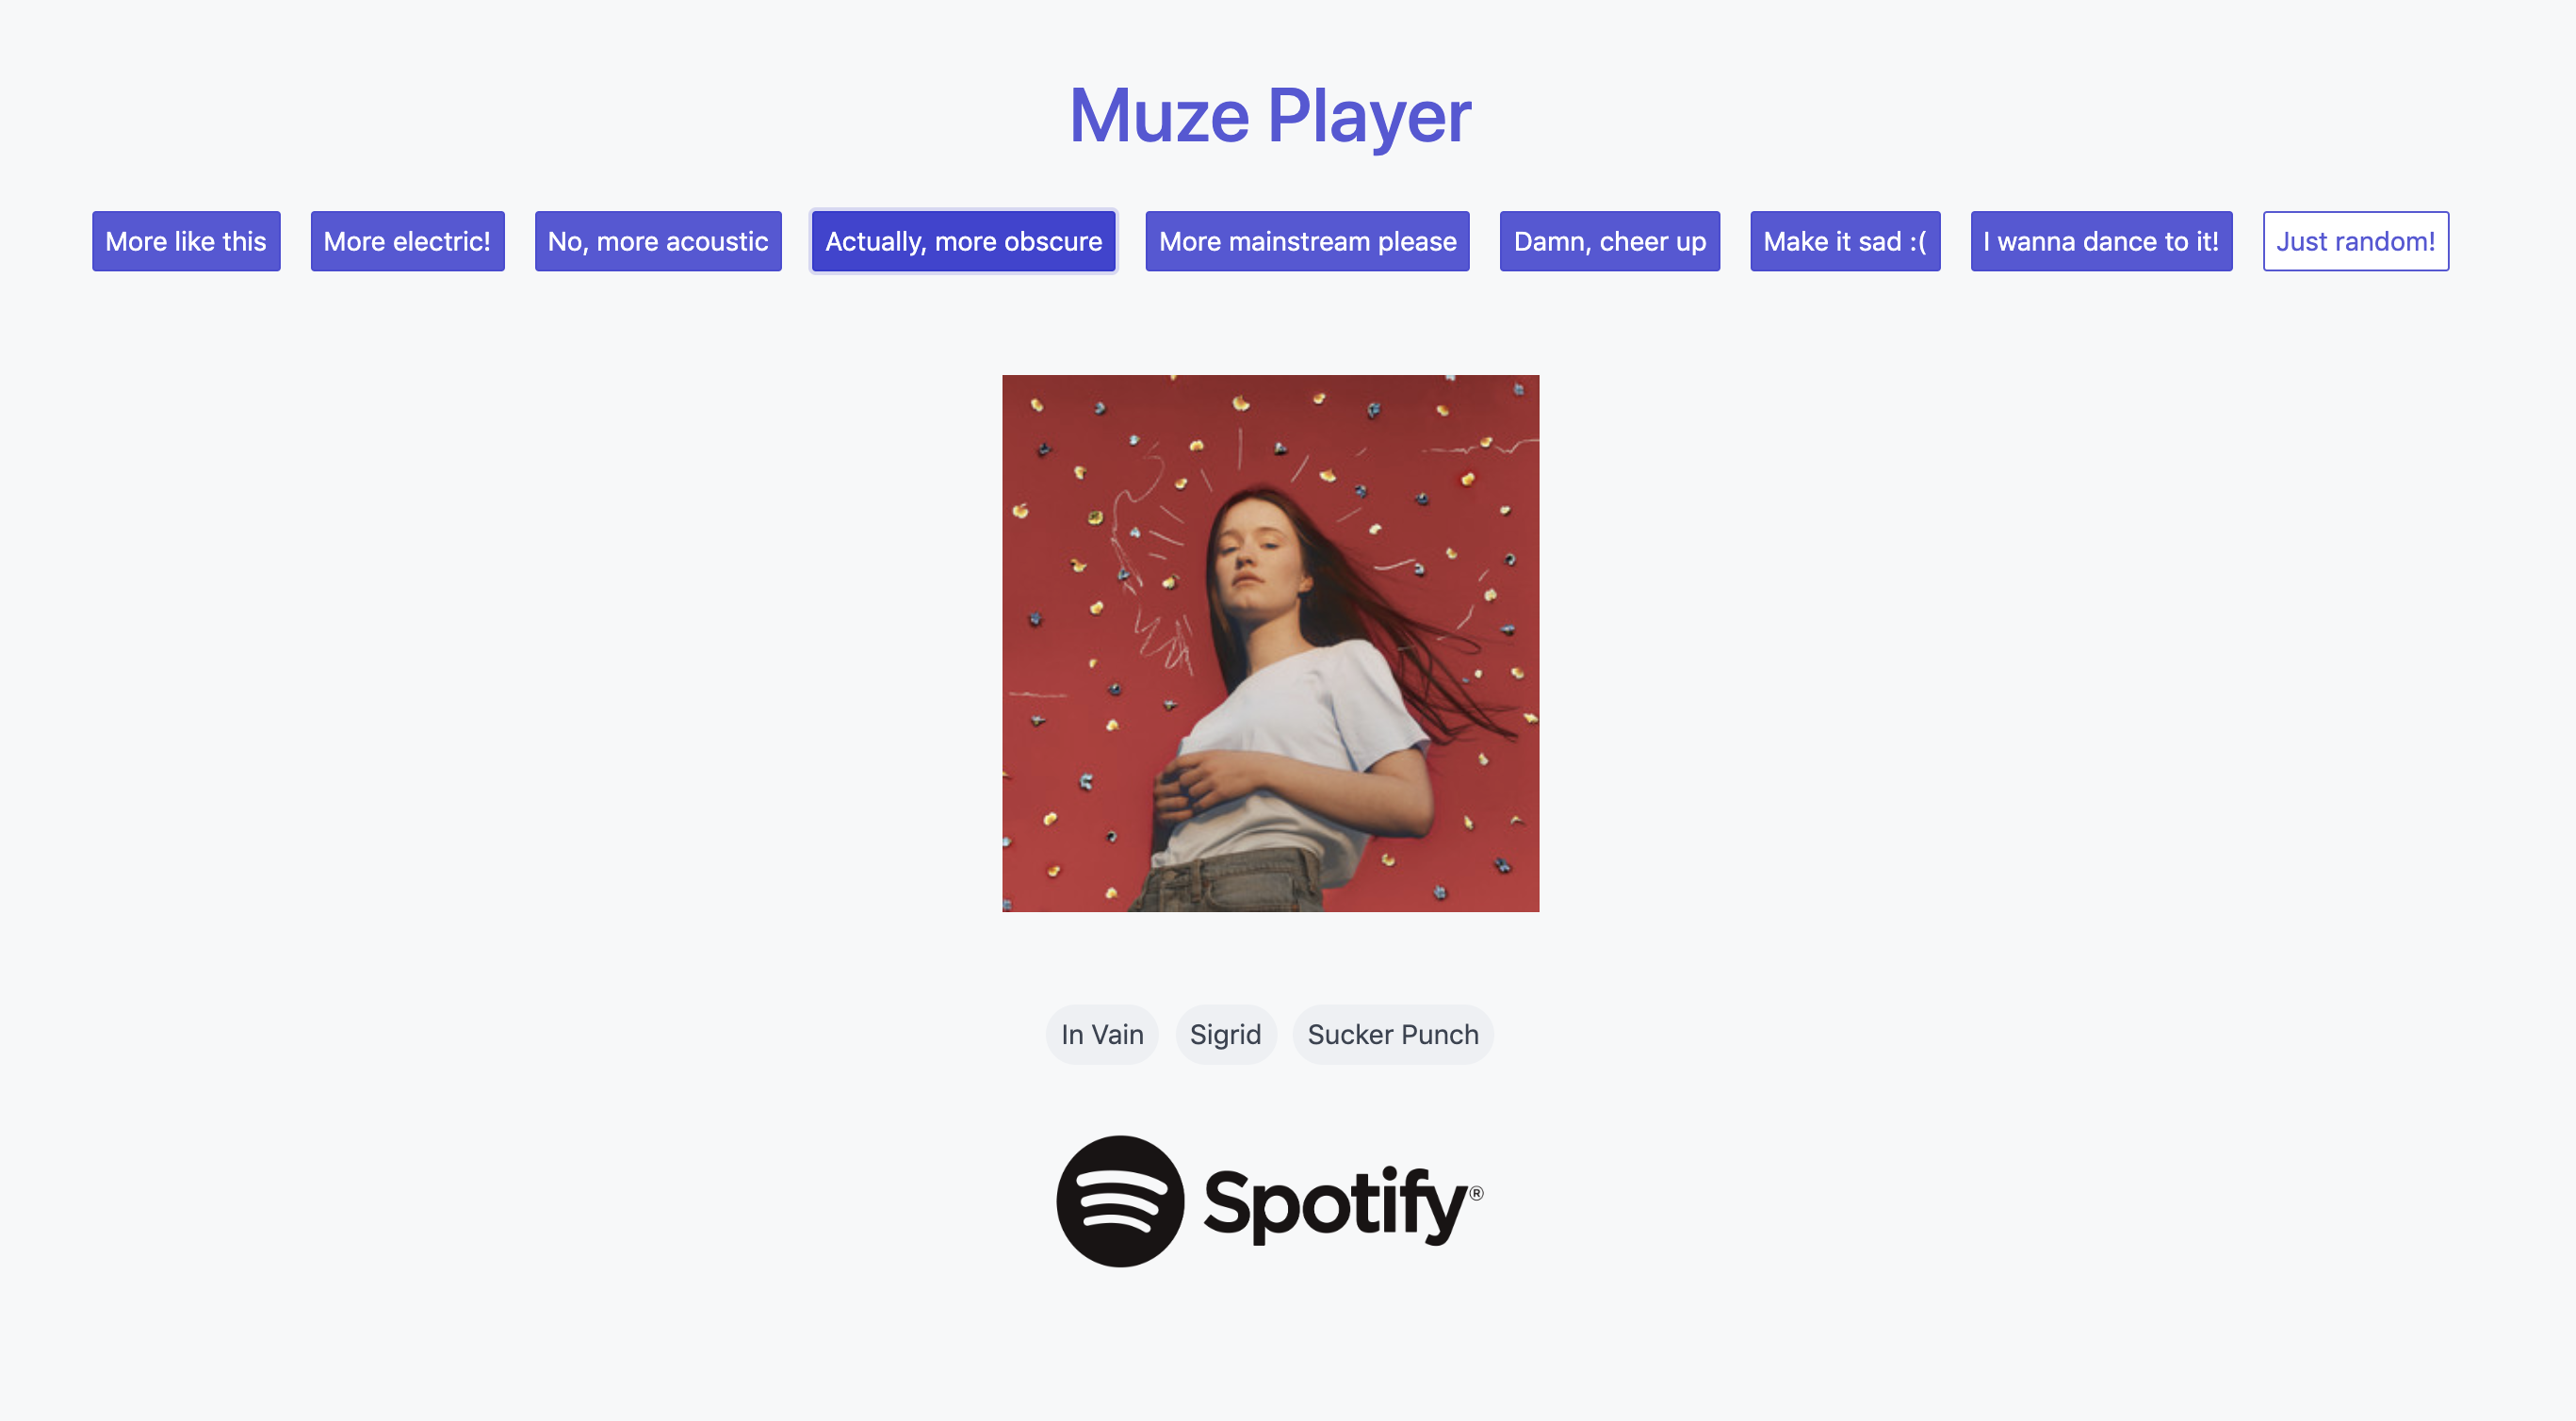 Muze Player
More like this More electric! No, more acoustic Actually, more obscure More mainstream please Damn, cheer up Make it sad :( I wanna dance to it! Just random!
In Vain Sigrid Sucker Punch
Spotify®